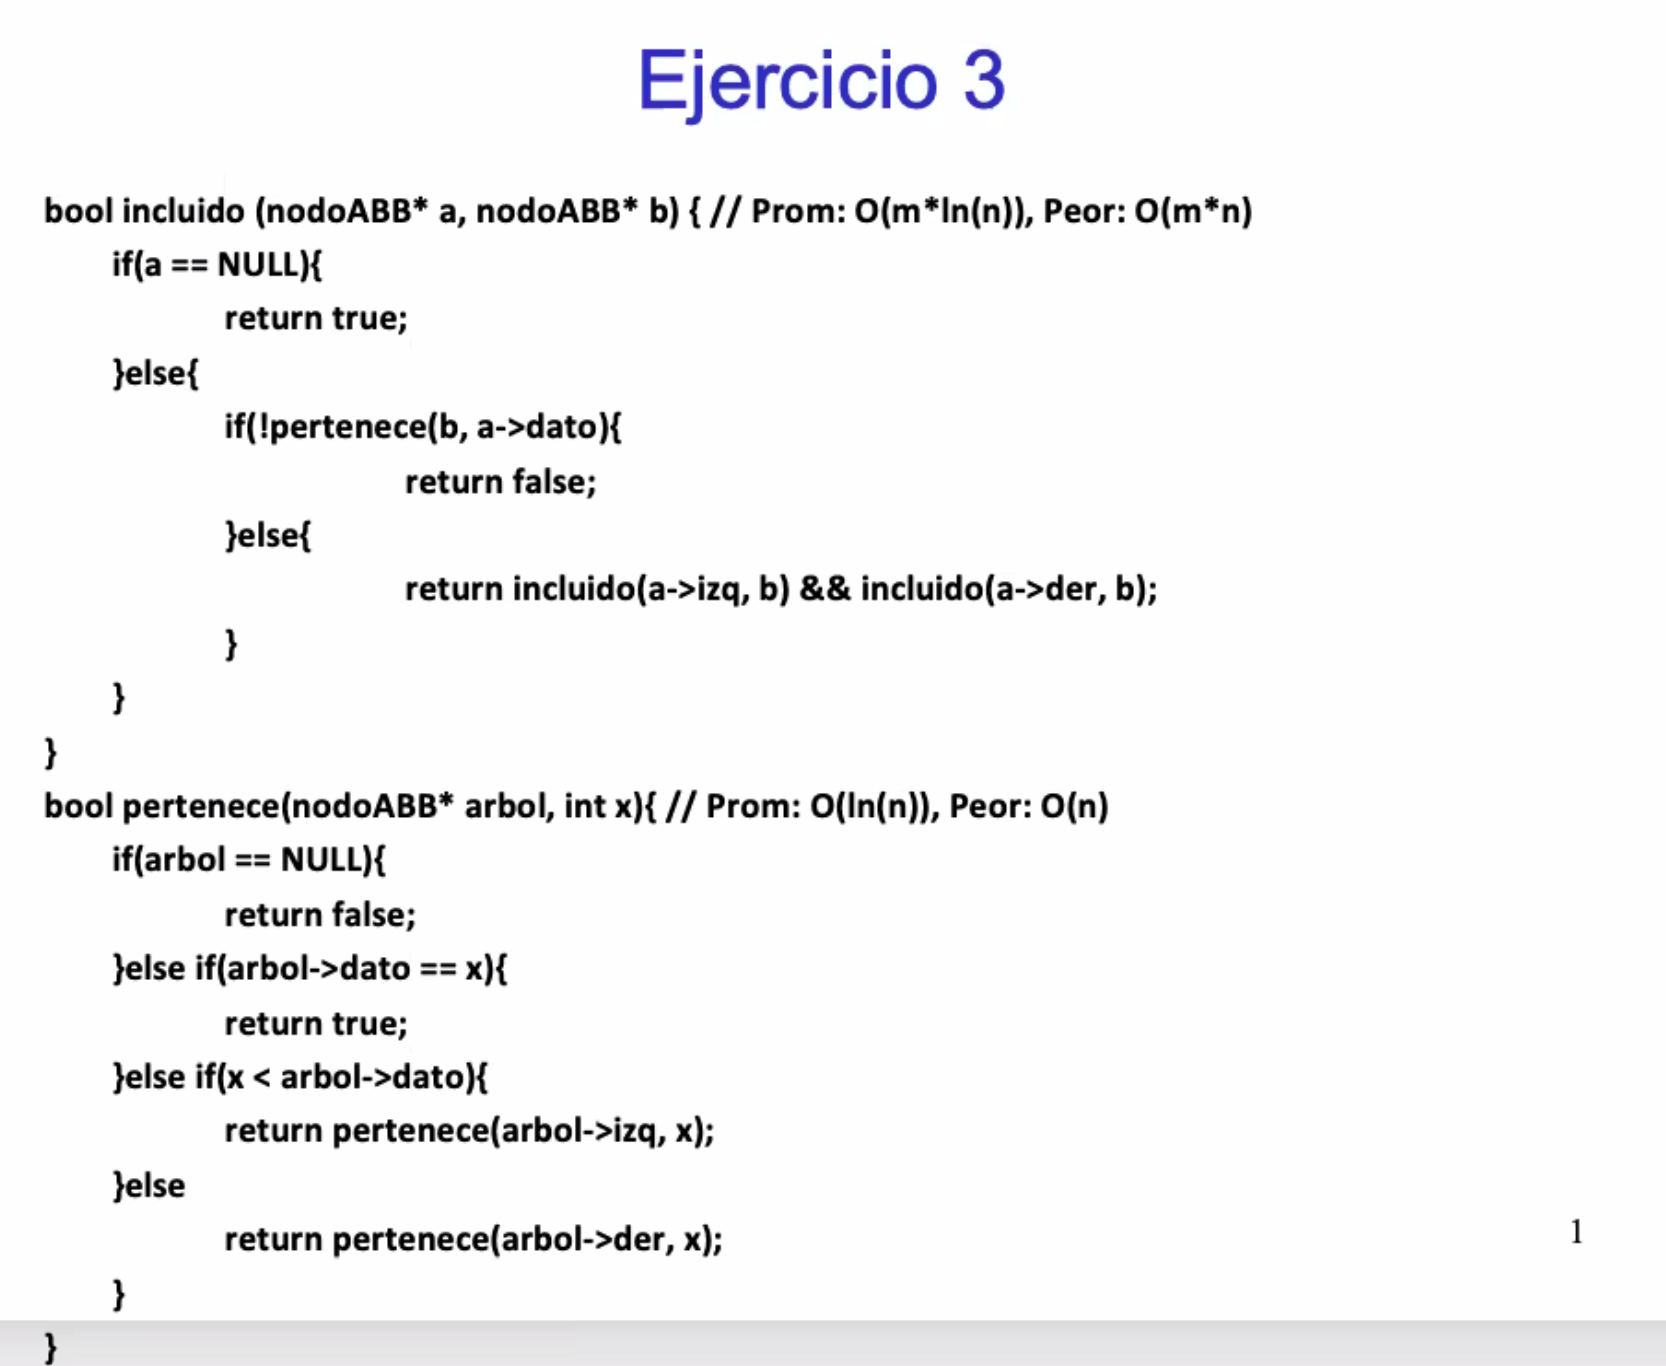 Ejercicio 3
bool incluido (nodoABB* a, nodoABB* b) { // Prom: O(m*ln(n)), Peor: O(m*n)
if(a == NULL){
return true;
}else{
if(!pertenece(b, a->dato){
return false;
}else{
return incluido(a->izq, b) && incluido(a->der, b);
}
}
}
bool pertenece(nodoABB* arbol, int x){ // Prom: O(ln(n)), Peor: O(n)
if(arbol == NULL){
return false;
}else if(arbol->dato == x){
return true;
}else if(x < arbol->dato){
return pertenece(arbol->izq, x);
}else
return pertenece(arbol->der, x);
1
}
}